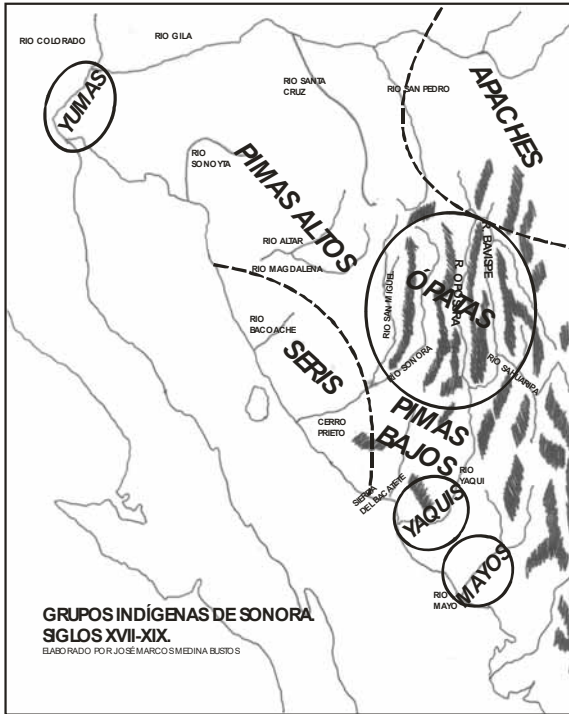 RIO COLORADO
RIO GILA
YUMAS
RIO SANTA
CRUZ
RIO SAN PEDRO
APACHES
RIO
SONOYTA
PIMAS ALTOS
RIO ALTAR
RIO MAGDALENA
R. BAVISPE
R. OPOSURA
ÓPATAS
RIO SAN MIGUEL
RIO
BACOACHE
SERIS
RIO SONORA
RIO SAHUARIPA
PIMAS
BAJOS
CERRO
PRIETO
SIERRA
DEL BACATETE
RIO
YAQUI
YAQUIS
MAYOS
RIO
MAYO
GRUPOS INDÍGENAS DE SONORA.
SIGLOS XVII-XIX.
ELABORADO POR JOSÉ MARCOS MEDINA BUSTOS